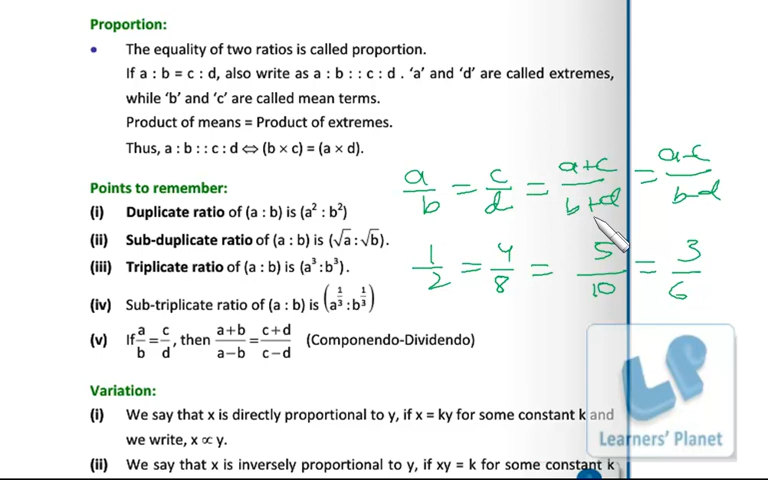 Proportion:
• The equality of two ratios is called proportion.
If a : b = c : d, also write as a : b : : c : d . 'a' and 'd' are called extremes,
while 'b' and 'c' are called mean terms.
Product of means = Product of extremes.
Thus, a : b : : c : d ⇔ (b × c) = (a × d).
a/b = c/d = a+c/b+d = a-c/b-d
Points to remember:
(i) Duplicate ratio of (a : b) is (a² : b²)
(ii) Sub-duplicate ratio of (a : b) is (√a : √b).
(iii) Triplicate ratio of (a : b) is (a³ : b³).
1/2 = 4/8 = 5/10 = 3/6
(iv) Sub-triplicate ratio of (a : b) is (a^(1/3) : b^(1/3))
(v) If a/b = c/d, then a+b/a−b = c+d/c−d (Componendo-Dividendo)
Variation:
(i) We say that x is directly proportional to y, if x = ky for some constant k and
we write, x ∝ y.
(ii) We say that x is inversely proportional to y, if xy = k for some constant k
LP
Learners' Planet